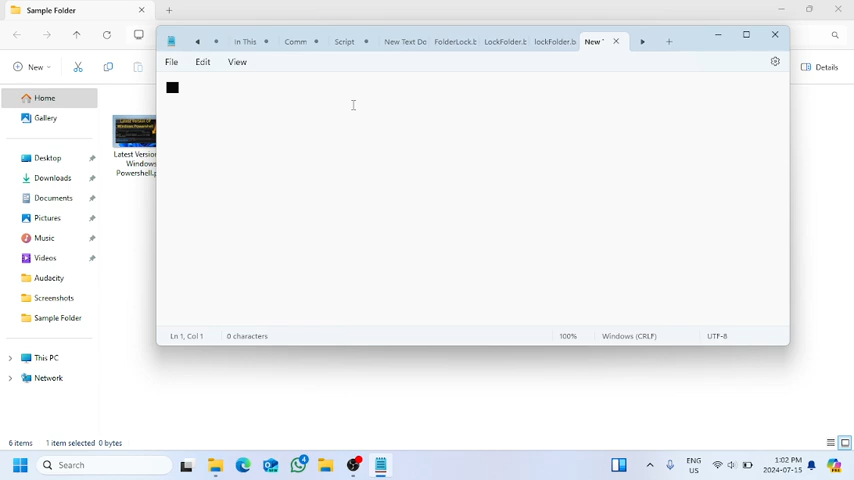 Sample Folder
in This
Comm
Script
New Text Do
FolderLock.b
LockFolder.b
lockFolder.b
New
File
Edit
View
New
Details
Home
Gallery
Desktop
Downloads
Documents
Pictures
Music
Videos
Audacity
Screenshots
Sample Folder
This PC
Network
Latest Version
Windows
Powershell.p
Ln 1, Col 1
0 characters
100%
Windows (CRLF)
UTF-8
6 items
1 item selected 0 bytes
Search
4
ENG
US
1:02 PM
2024-07-15